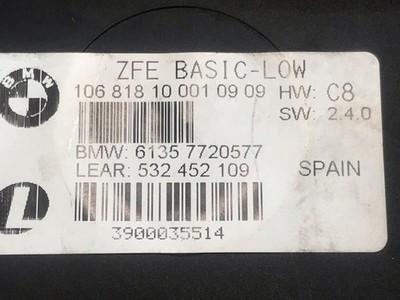 BMW
ZFE BASIC-LOW
106 818 10 001 09 09 HW: C8
SW: 2.4.0
BMW: 6135 7720577
LEAR: 532 452 109 SPAIN
L
3900035514